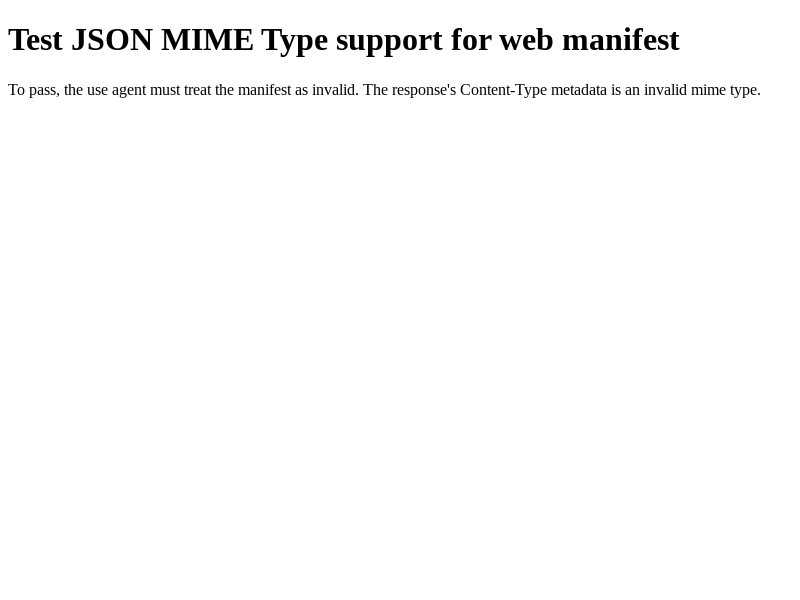 Test JSON MIME Type support for web manifest
To pass, the use agent must treat the manifest as invalid. The response's Content-Type metadata is an invalid mime type.